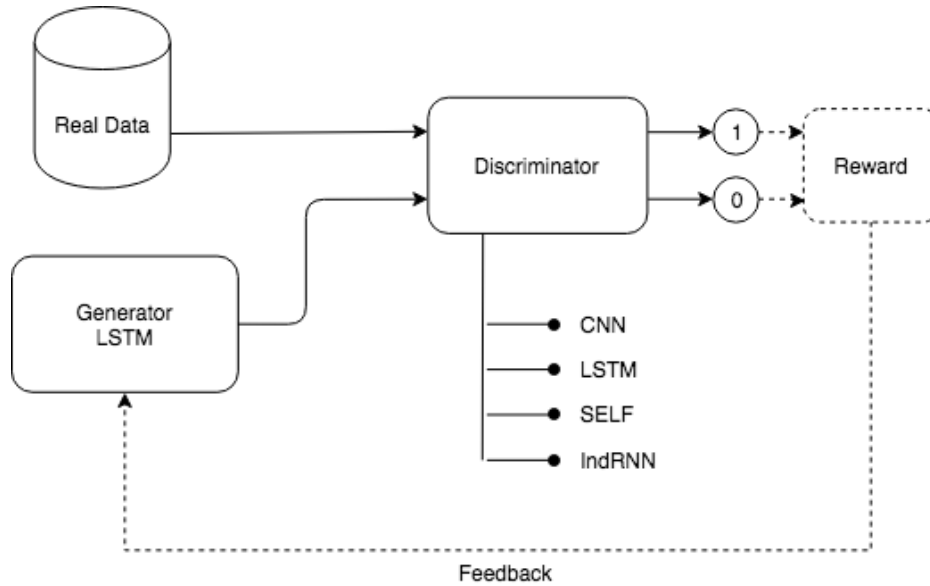 Real Data
Discriminator
1
0
Reward
Generator
LSTM
CNN
LSTM
SELF
IndRNN
Feedback